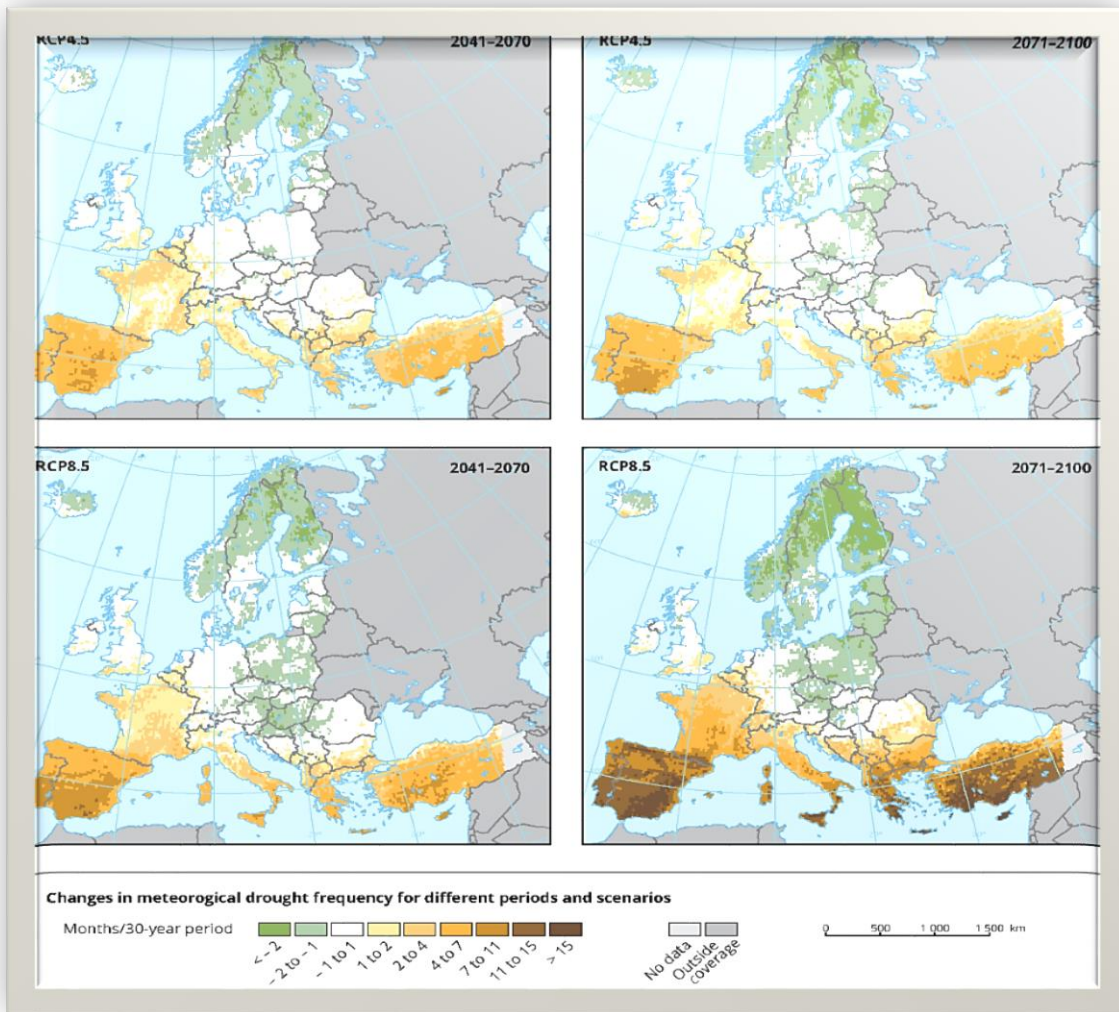 RCP4.5 2041–2070
RCP4.5 2071–2100
RCP8.5 2041–2070
RCP8.5 2071–2100
Changes in meteorogical drought frequency for different periods and scenarios
Months/30-year period
< – 2
– 2 to – 1
– 1 to 1
1 to 2
2 to 4
4 to 7
7 to 11
11 to 15
> 15
No data
Outside
coverage
0 500 1 000 1 500 km